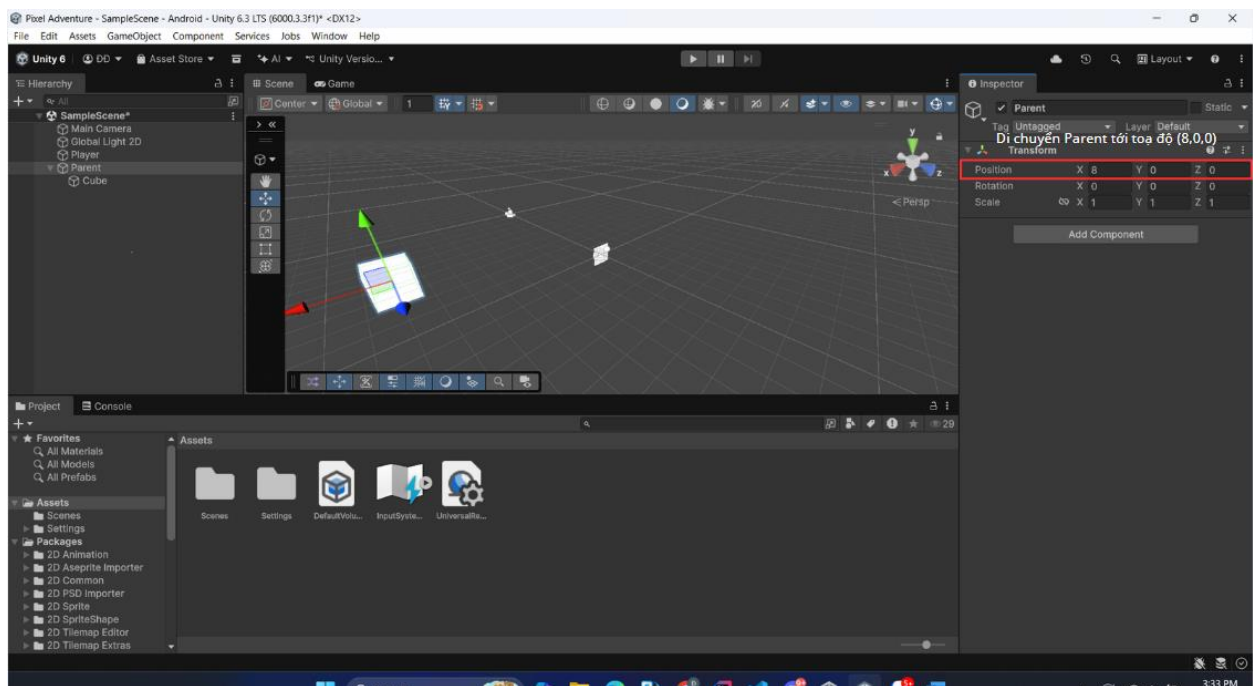 Pixel Adventure - SampleScene - Android - Unity 6.3 LTS (6000.3.3f1)* <DX12>
File Edit Assets GameObject Component Services Jobs Window Help
Unity 6 DD Asset Store AI Unity Versio... Layout
Hierarchy Scene Game Inspector
All Center Global 1 2D Parent Static
SampleScene* Tag Untagged Layer Default
Main Camera
Global Light 2D
Player
Parent
Cube
y
x z
Persp
Di chuyển Parent tới toạ độ (8,0,0)
Transform
Position X 8 Y 0 Z 0
Rotation X 0 Y 0 Z 0
Scale X 1 Y 1 Z 1
Add Component
Project Console
29
Favorites
All Materials
All Models
All Prefabs
Assets
Scenes
Settings
Packages
2D Animation
2D Aseprite Importer
2D Common
2D PSD Importer
2D Sprite
2D SpriteShape
2D Tilemap Editor
2D Tilemap Extras
Assets
Scenes Settings DefaultVolu... InputSyste... UniversalRe...
3:33 PM